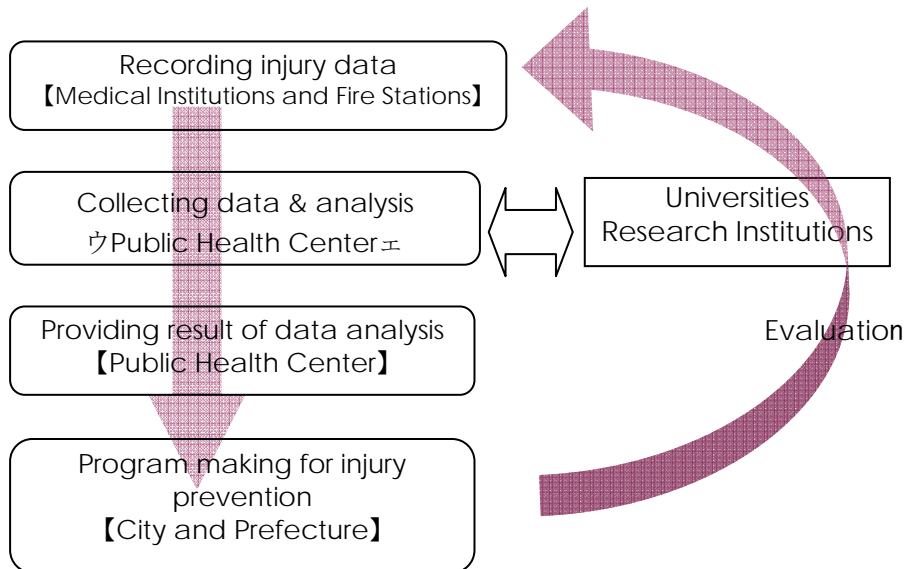 Recording injury data
【Medical Institutions and Fire Stations】
Collecting data & analysis
ウPublic Health Centerエ
Universities
Research Institutions
Providing result of data analysis
【Public Health Center】
Evaluation
Program making for injury
prevention
【City and Prefecture】